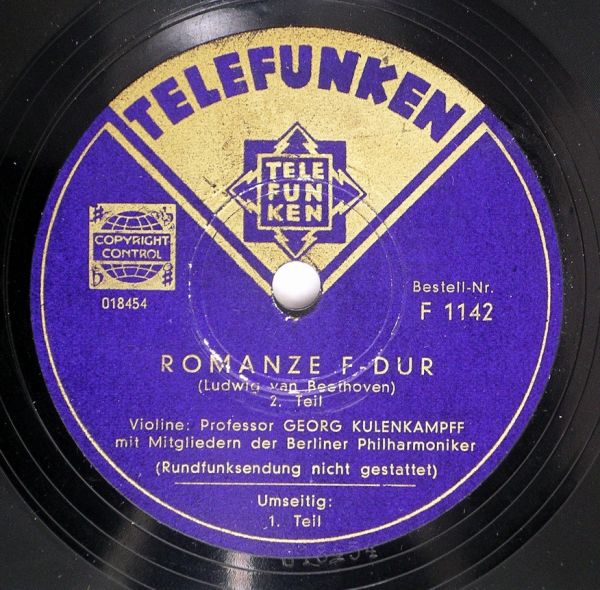 TELEFUNKEN
TELE
FUN
KEN
COPYRIGHT
CONTROL
018454
Bestell-Nr.
F 1142
ROMANZE F-DUR
(Ludwig van Beethoven)
2. Teil
Violine: Professor GEORG KULENKAMPFF
mit Mitgliedern der Berliner Philharmoniker
(Rundfunksendung nicht gestattet)
Umseitig:
1. Teil
018454